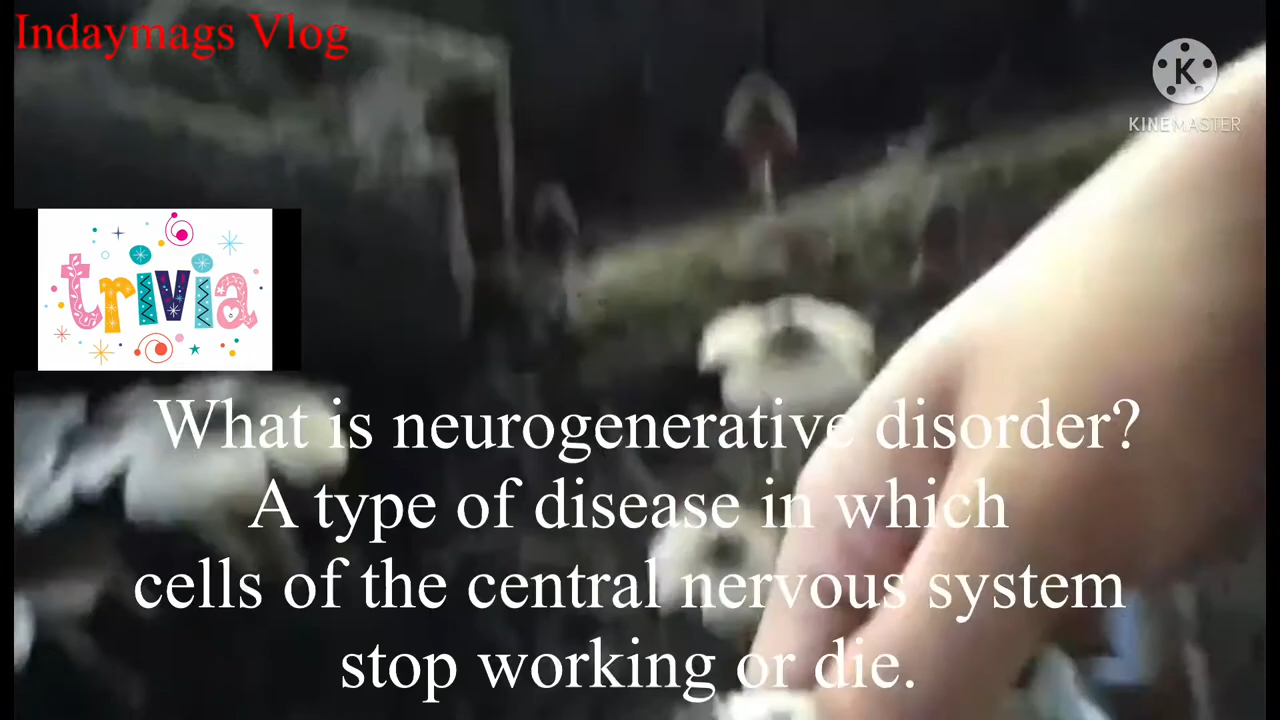 Indaymags Vlog
KINEMASTER
trivia
What is neurogenerative disorder?
A type of disease in which
cells of the central nervous system
stop working or die.